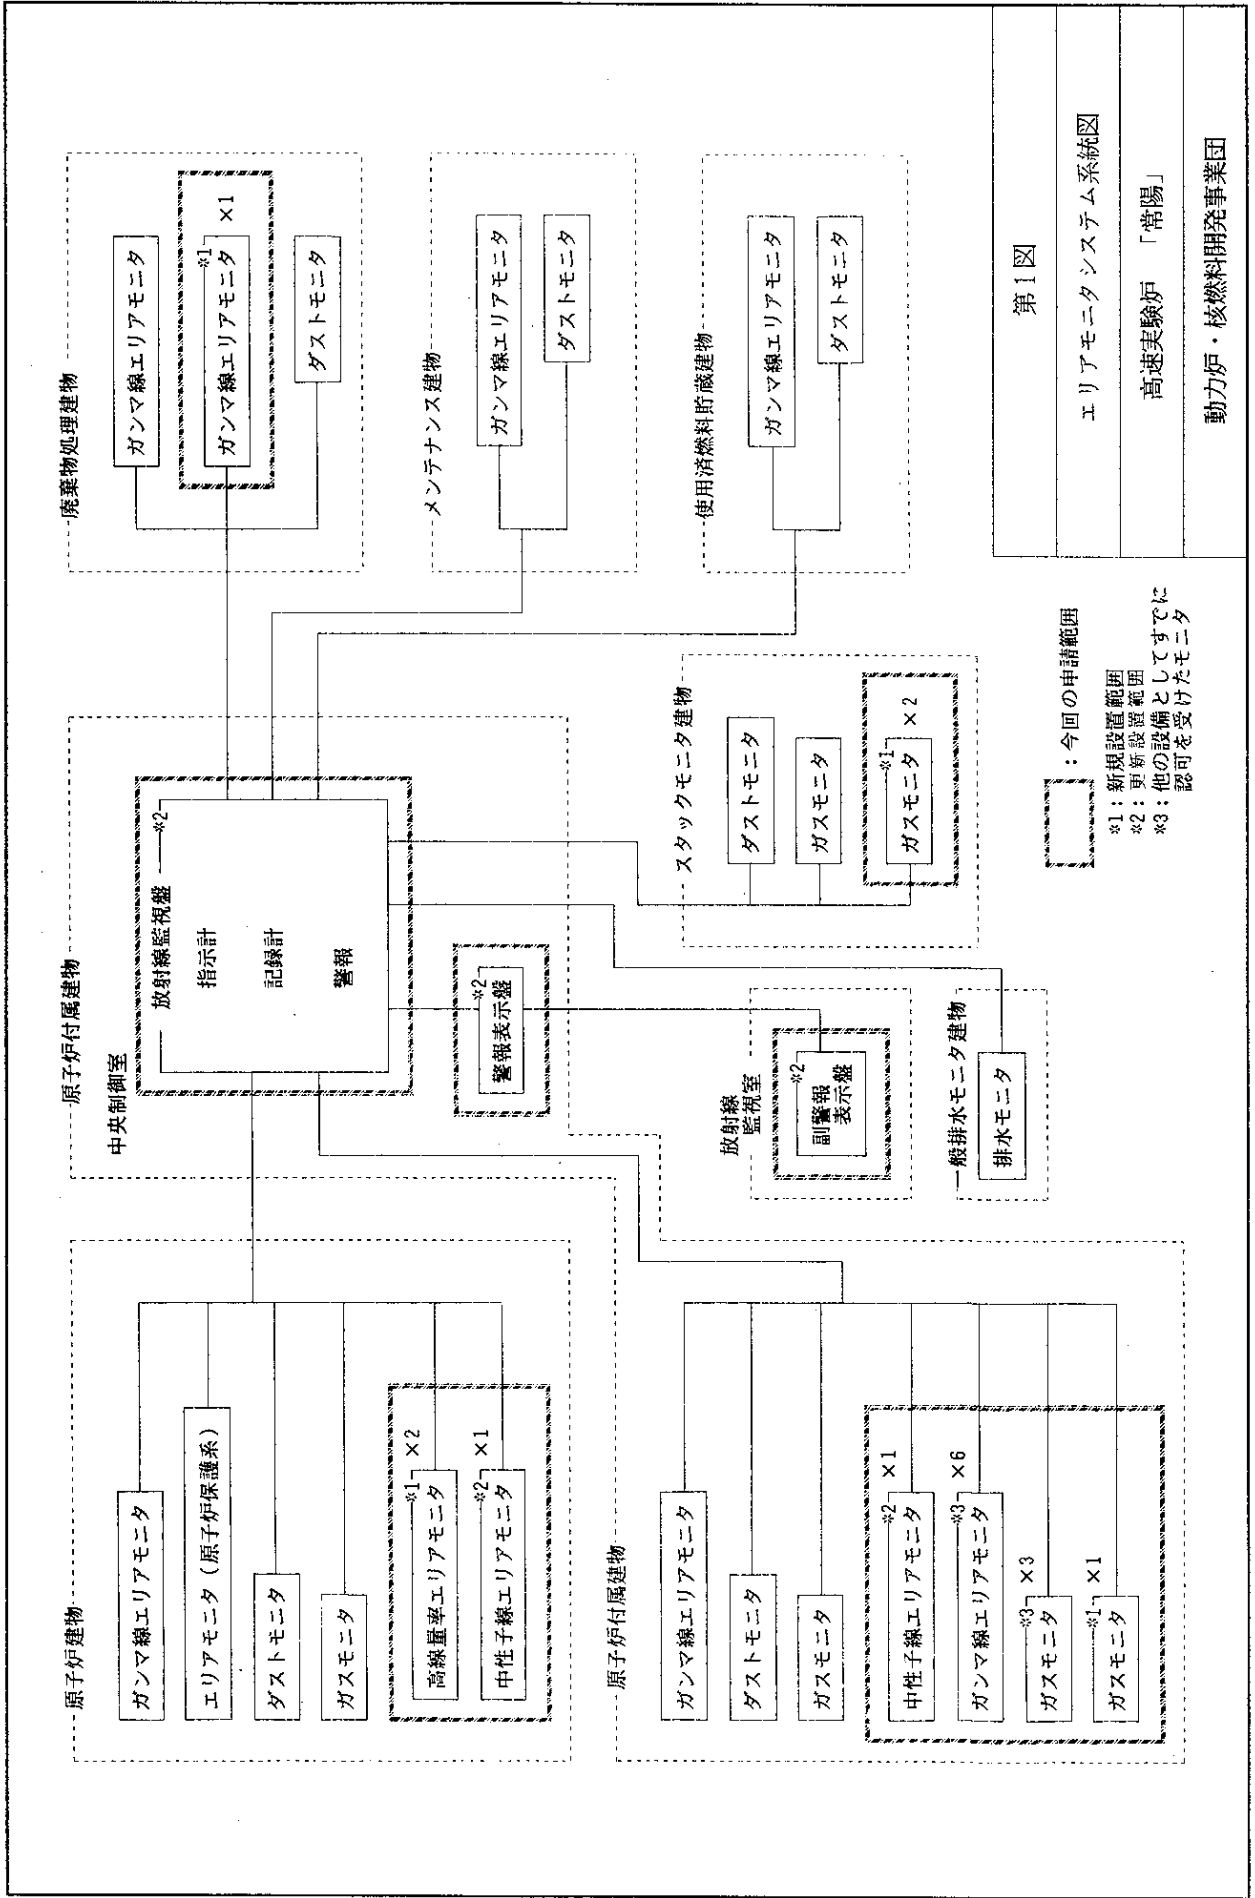 原子炉建物
ガンマ線エリアモニタ
エリアモニタ（原子炉保護系）
ダストモニタ
ガスモニタ
*1
高線量率エリアモニタ ×2
*2
中性子線エリアモニタ ×1
原子炉付属建物
ガンマ線エリアモニタ
ダストモニタ
ガスモニタ
*2
中性子線エリアモニタ ×1
*3
ガンマ線エリアモニタ ×6
*3
ガスモニタ ×3
*1
ガスモニタ ×1
原子炉付属建物
中央制御室
放射線監視盤 *2
指示計
記録計
警報
*2
警報表示盤
放射線
監視室
*2
副警報
表示盤
一般排水モニタ建物
排水モニタ
スタックモニタ建物
ダストモニタ
ガスモニタ
*1
ガスモニタ ×2
廃棄物処理建物
ガンマ線エリアモニタ
*1
ガンマ線エリアモニタ ×1
ダストモニタ
メンテナンス建物
ガンマ線エリアモニタ
ダストモニタ
使用済燃料貯蔵建物
ガンマ線エリアモニタ
ダストモニタ
：今回の申請範囲
*1：新規設置範囲
*2：更新設置範囲
*3：他の設備としてすでに
認可を受けたモニタ
第1図
エリアモニタシステム系統図
高速実験炉 「常陽」
動力炉・核燃料開発事業団